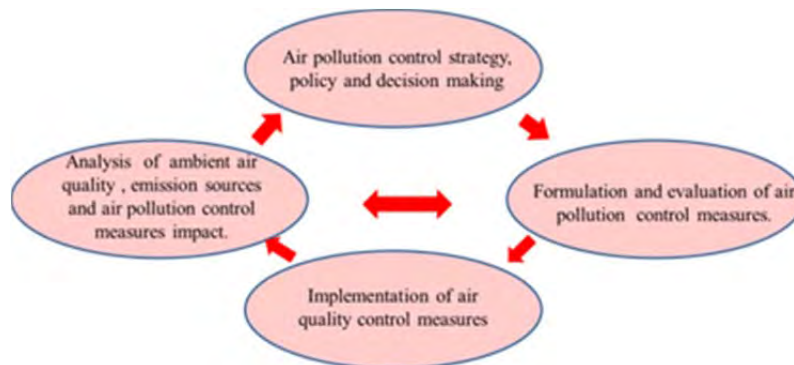 Air pollution control strategy,
policy and decision making
Analysis of ambient air
quality , emission sources
and air pollution control
measures impact.
Formulation and evaluation of air
pollution control measures.
Implementation of air
quality control measures